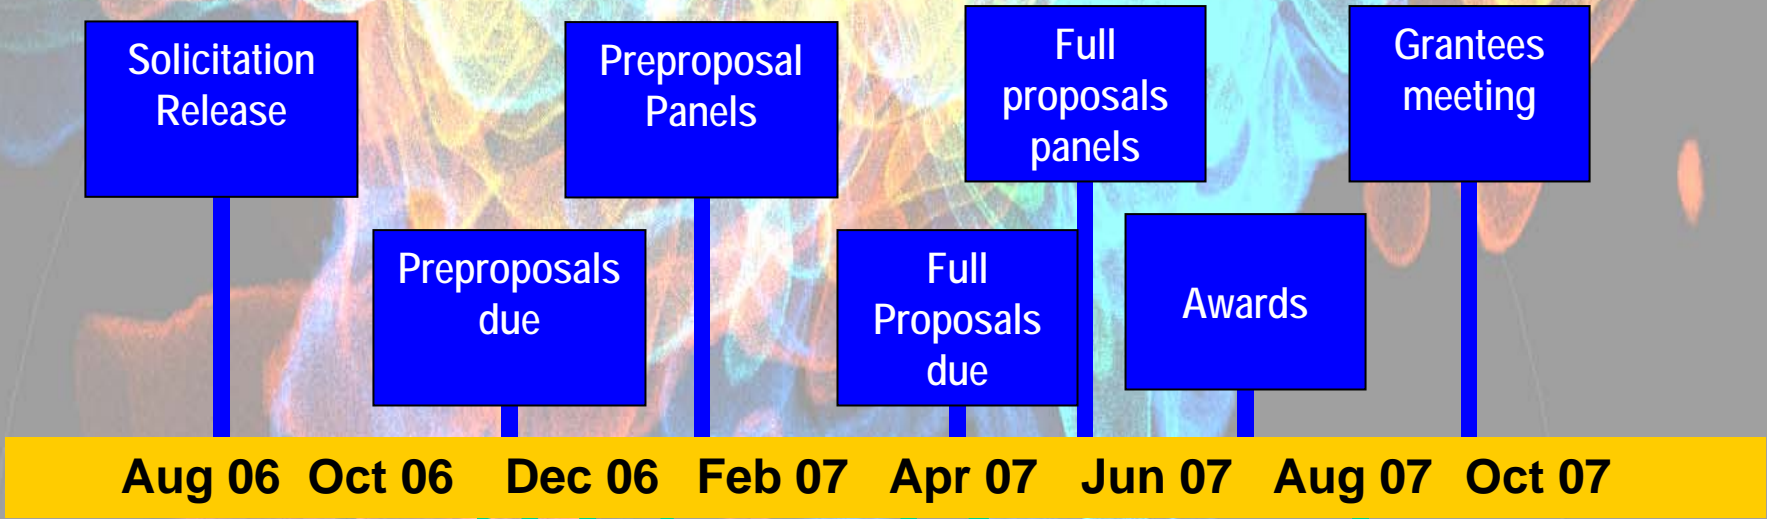 Solicitation
Release
Preproposals
due
Preproposal
Panels
Full
Proposals
due
Full
proposals
panels
Awards
Grantees
meeting
Aug 06 Oct 06 Dec 06 Feb 07 Apr 07 Jun 07 Aug 07 Oct 07